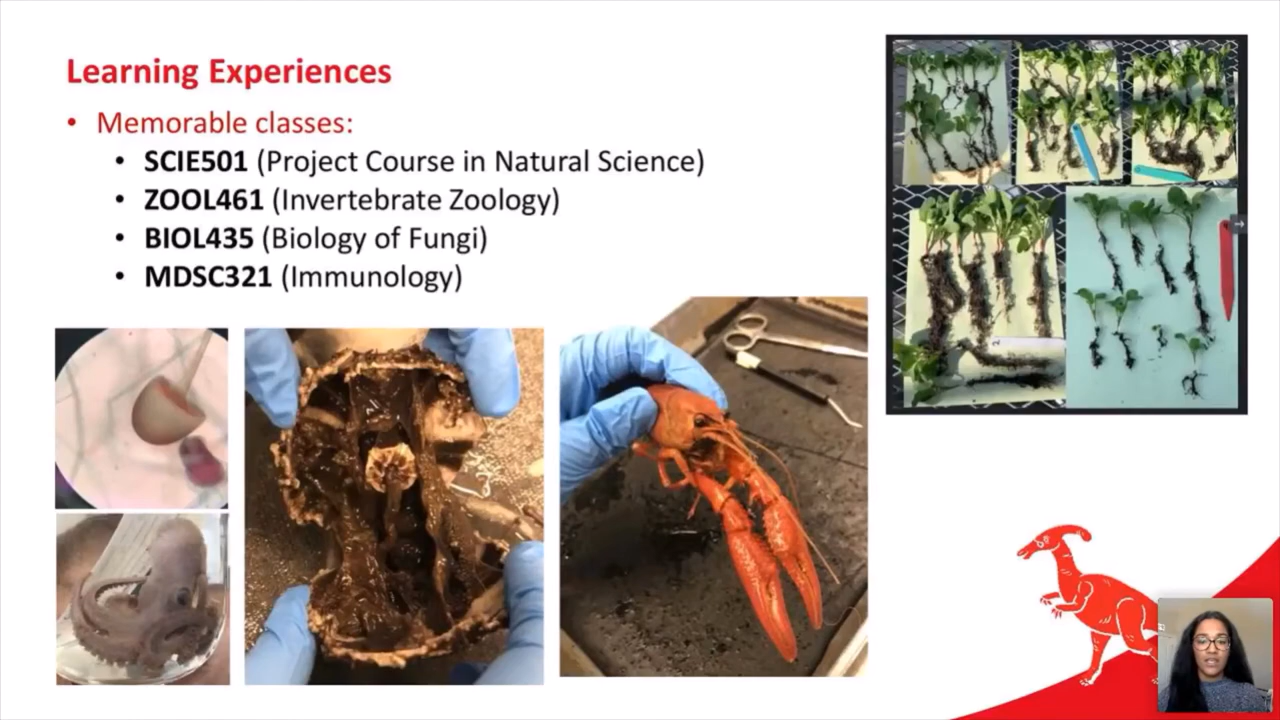 Learning Experiences
• Memorable classes:
• SCIE501 (Project Course in Natural Science)
• ZOOL461 (Invertebrate Zoology)
• BIOL435 (Biology of Fungi)
• MDSC321 (Immunology)